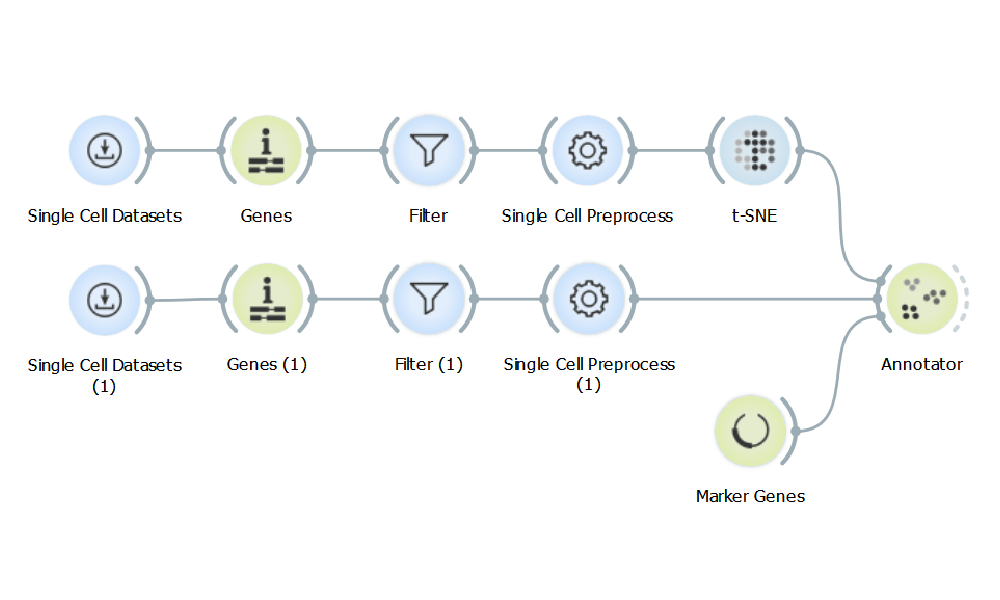 Single Cell Datasets
Genes
Filter
Single Cell Preprocess
t-SNE
Single Cell Datasets
(1)
Genes (1)
Filter (1)
Single Cell Preprocess
(1)
Annotator
Marker Genes